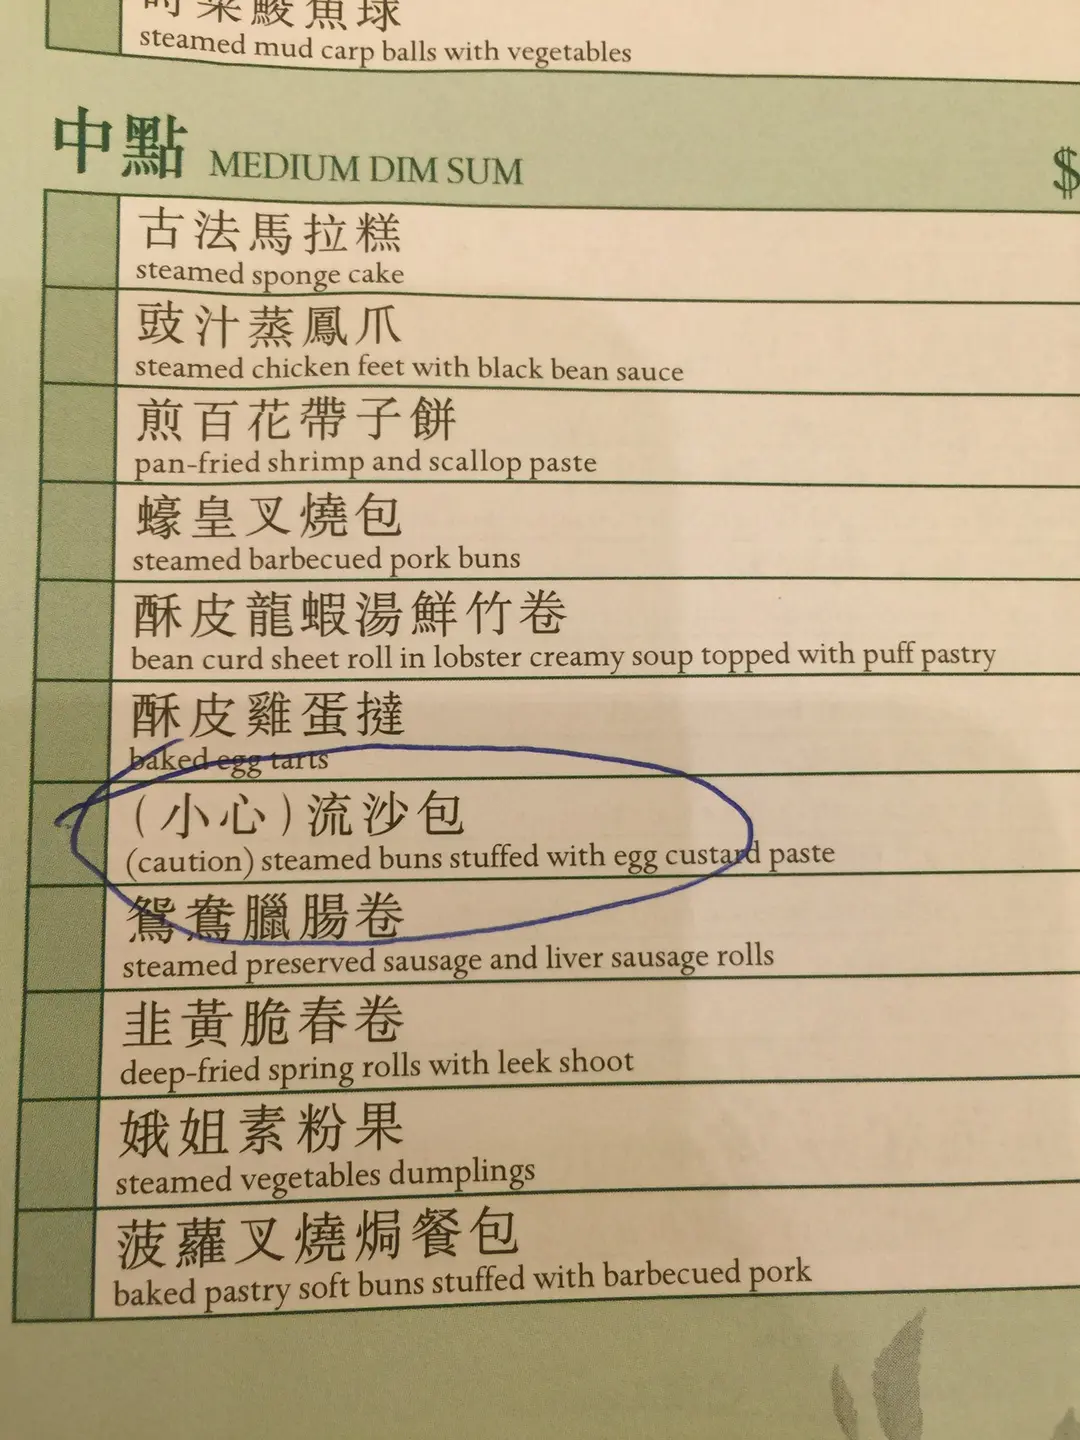 時菜鯪魚球
steamed mud carp balls with vegetables
中點 MEDIUM DIM SUM $
古法馬拉糕
steamed sponge cake
豉汁蒸鳳爪
steamed chicken feet with black bean sauce
煎百花帶子餅
pan-fried shrimp and scallop paste
蠔皇叉燒包
steamed barbecued pork buns
酥皮龍蝦湯鮮竹卷
bean curd sheet roll in lobster creamy soup topped with puff pastry
酥皮雞蛋撻
baked egg tarts
(小心)流沙包
(caution) steamed buns stuffed with egg custard paste
鴛鴦臘腸卷
steamed preserved sausage and liver sausage rolls
韭黃脆春卷
deep-fried spring rolls with leek shoot
娥姐素粉果
steamed vegetables dumplings
菠蘿叉燒焗餐包
baked pastry soft buns stuffed with barbecued pork